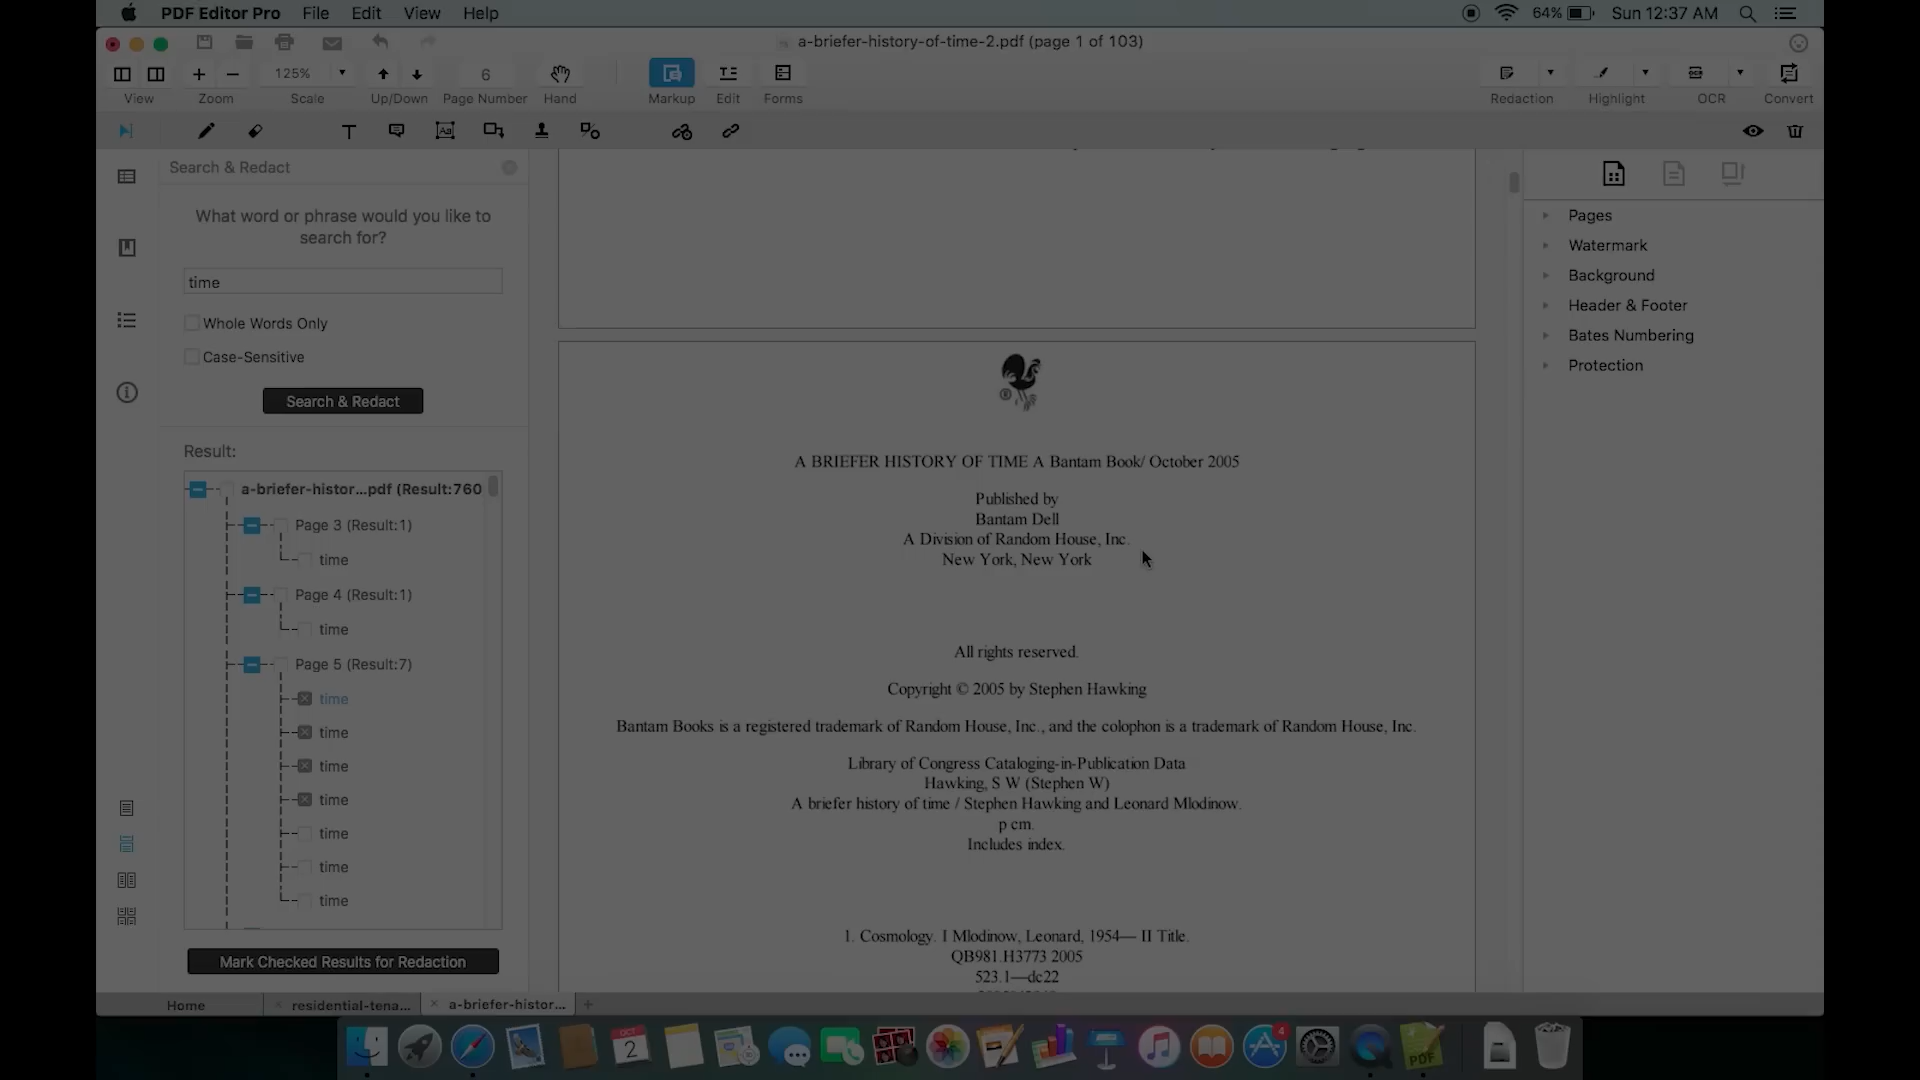 PDF Editor Pro File Edit View Help 64% Sun 12:37 AM
a-briefer-history-of-time-2.pdf (page 1 of 103)
125% 6
View Zoom Scale Up/Down Page Number Hand Markup Edit Forms Redaction Highlight OCR Convert
Search & Redact
What word or phrase would you like to
search for?
time
Whole Words Only
Case-Sensitive
Search & Redact
Result:
a-briefer-histor...pdf (Result:760
Page 3 (Result:1)
time
Page 4 (Result:1)
time
Page 5 (Result:7)
time
time
time
time
time
time
time
Mark Checked Results for Redaction
A BRIEFER HISTORY OF TIME A Bantam Book/ October 2005
Published by
Bantam Dell
A Division of Random House, Inc.
New York, New York
All rights reserved.
Copyright © 2005 by Stephen Hawking
Bantam Books is a registered trademark of Random House, Inc., and the colophon is a trademark of Random House, Inc.
Library of Congress Cataloging-in-Publication Data
Hawking, S W (Stephen W)
A briefer history of time / Stephen Hawking and Leonard Mlodinow.
p cm.
Includes index.
1. Cosmology. I Mlodinow, Leonard, 1954— II Title.
QB981.H3773 2005
523.1—dc22
Pages
Watermark
Background
Header & Footer
Bates Numbering
Protection
Home residential-tena... a-briefer-histor...
OCT
2
4
PDF